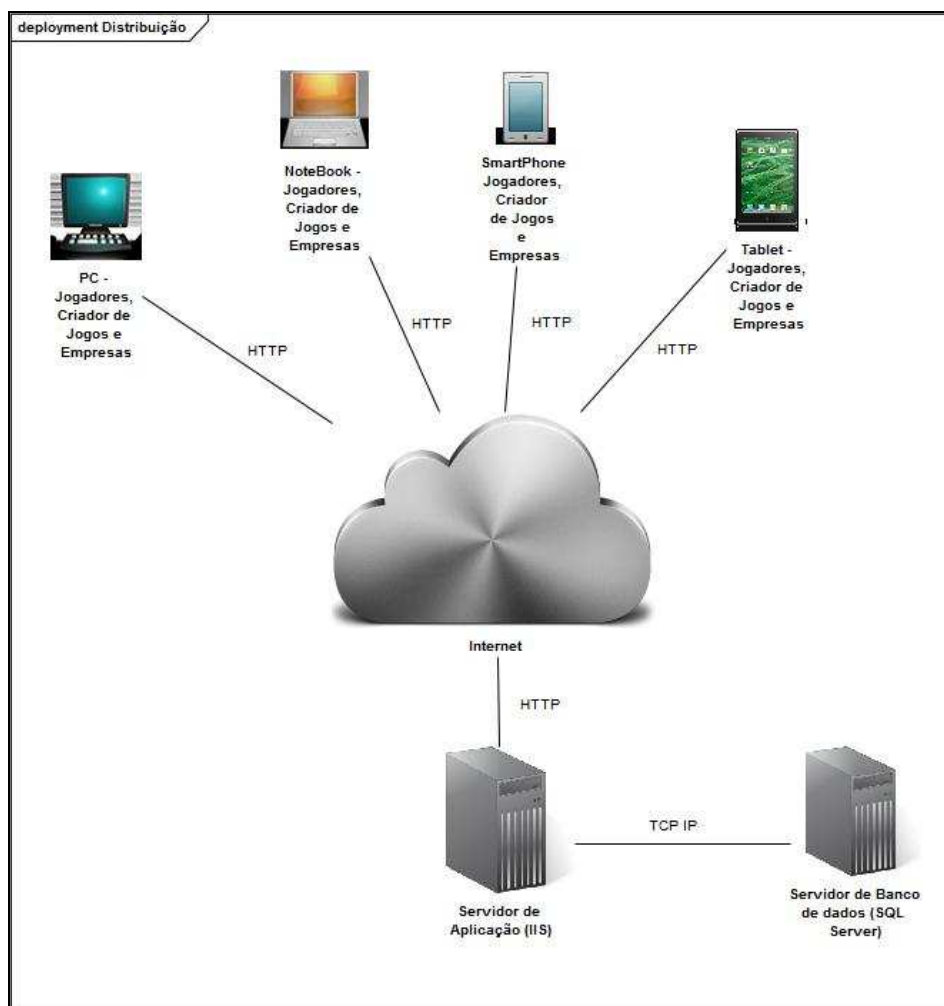 deployment Distribuição
NoteBook -
Jogadores,
Criador de
Jogos e
Empresas
SmartPhone
Jogadores,
Criador
de Jogos
e
Empresas
Tablet -
Jogadores,
Criador de
Jogos e
Empresas
PC -
Jogadores,
Criador de
Jogos e
Empresas
HTTP
HTTP
HTTP
HTTP
Internet
HTTP
TCP IP
Servidor de
Aplicação (IIS)
Servidor de Banco
de dados (SQL
Server)